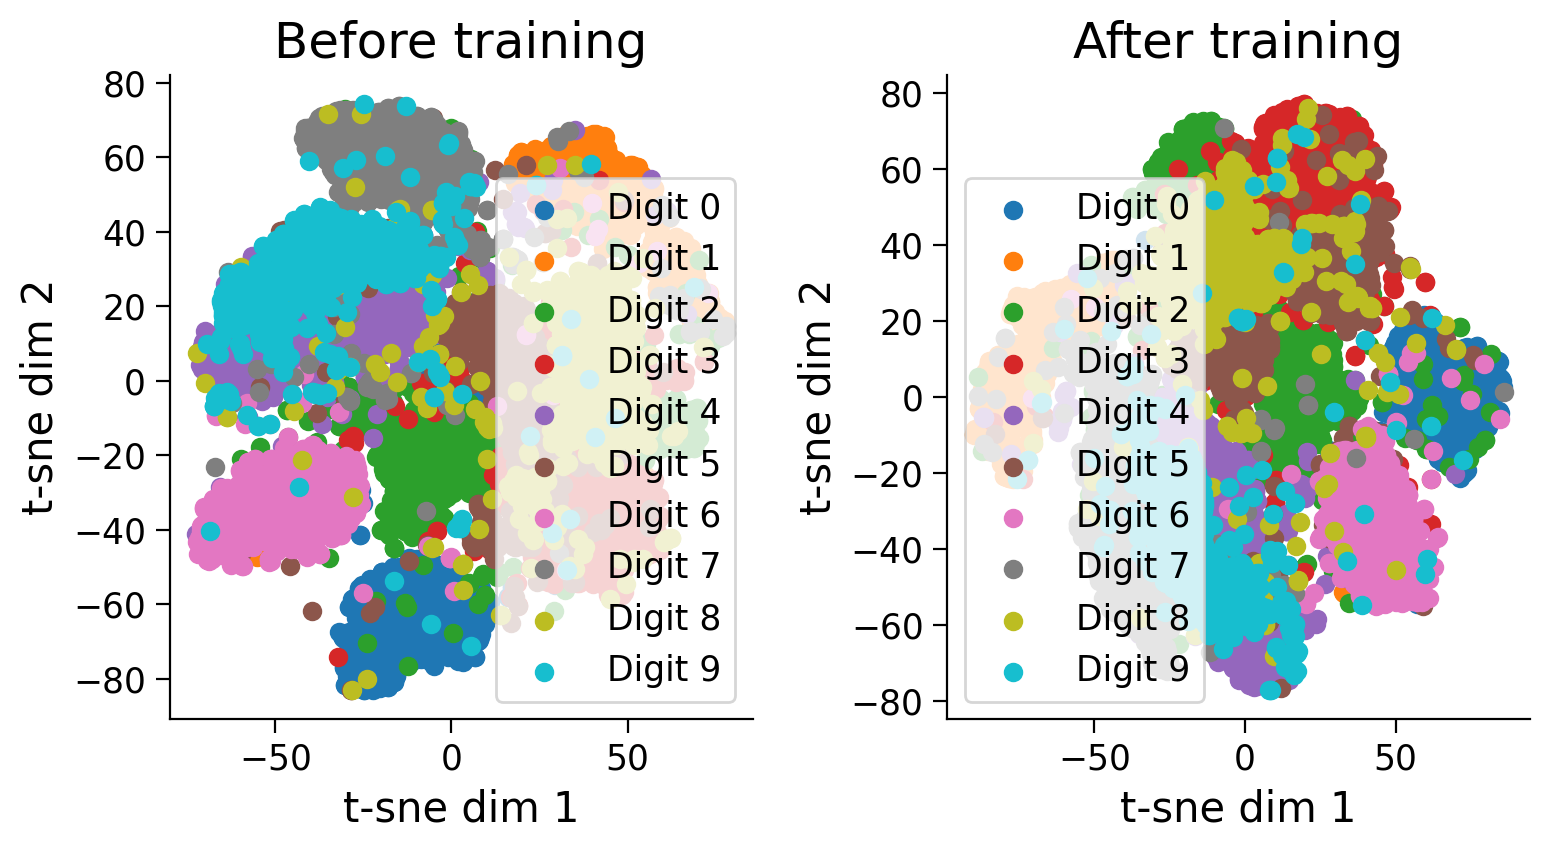 Before training
80
60
40
20
0
−20
−40
−60
−80
−50
0
50
t-sne dim 1
t-sne dim 2
Digit 0
Digit 1
Digit 2
Digit 3
Digit 4
Digit 5
Digit 6
Digit 7
Digit 8
Digit 9
After training
80
60
40
20
0
−20
−40
−60
−80
−50
0
50
t-sne dim 1
t-sne dim 2
Digit 0
Digit 1
Digit 2
Digit 3
Digit 4
Digit 5
Digit 6
Digit 7
Digit 8
Digit 9